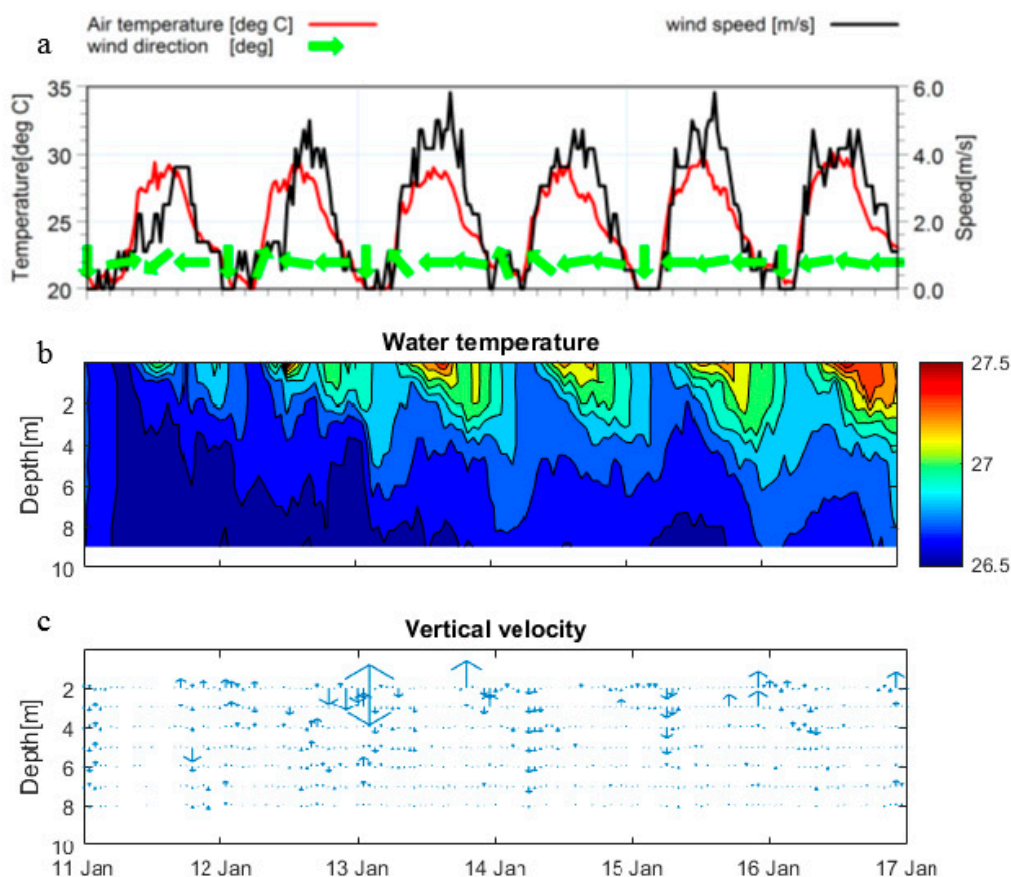 a
Air temperature [deg C]
wind direction [deg]
wind speed [m/s]
Temperature[deg C]
35
30
25
20
6.0
4.0
2.0
0.0
Speed[m/s]
b
Water temperature
Depth[m]
2
4
6
8
10
27.5
27
26.5
c
Vertical velocity
Depth[m]
2
4
6
8
10
11 Jan 12 Jan 13 Jan 14 Jan 15 Jan 16 Jan 17 Jan